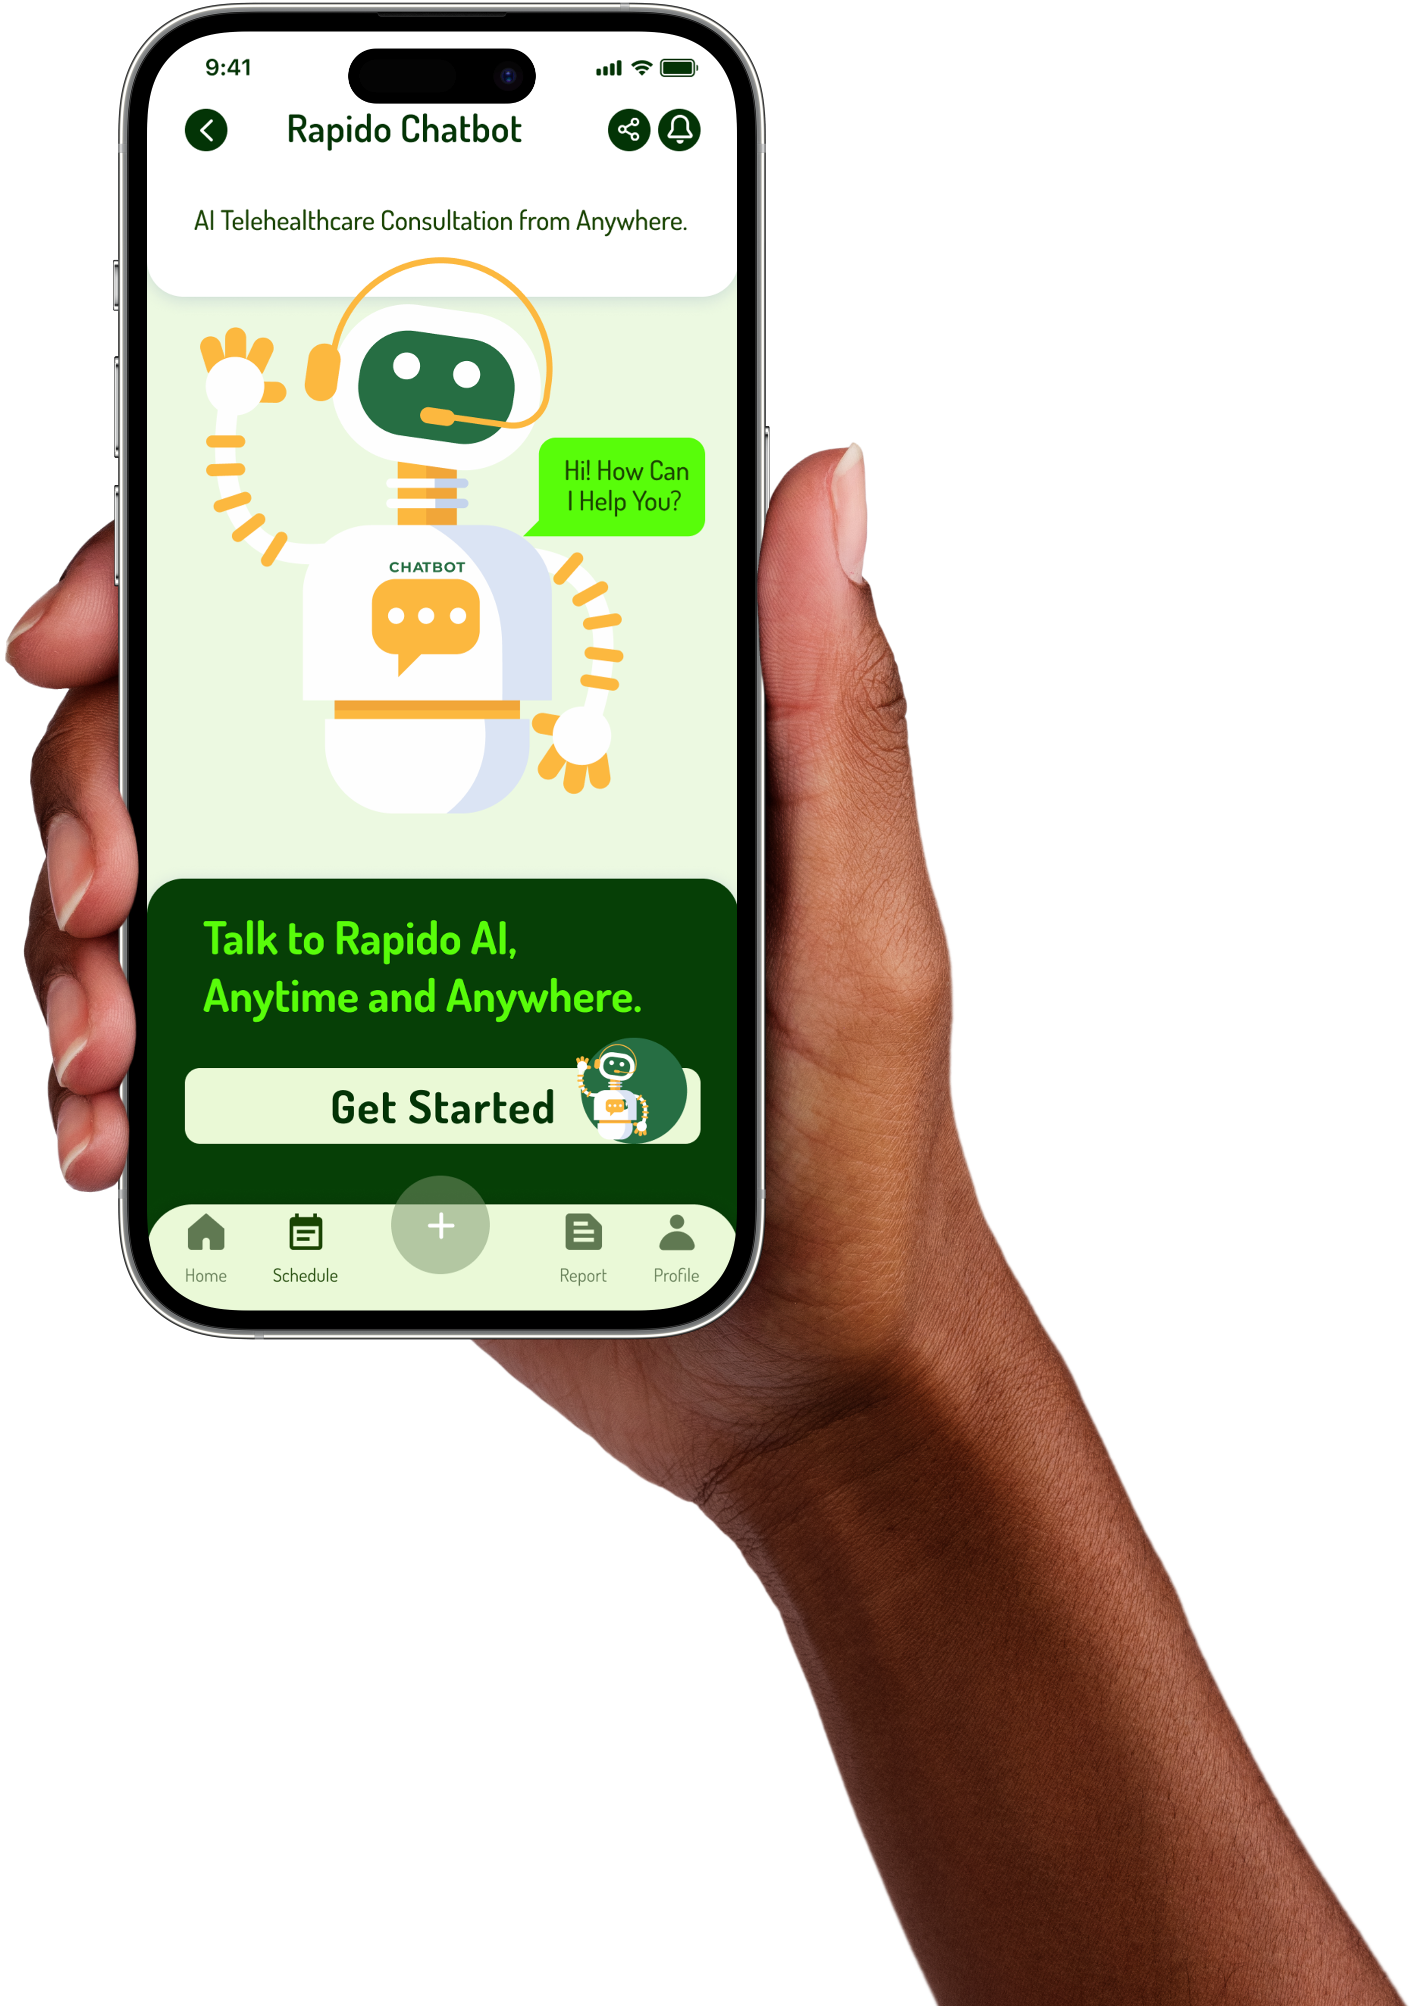 9:41
Rapido Chatbot
AI Telehealthcare Consultation from Anywhere.
Hi! How Can
I Help You?
CHATBOT
Talk to Rapido AI,
Anytime and Anywhere.
Get Started
Home
Schedule
Report
Profile